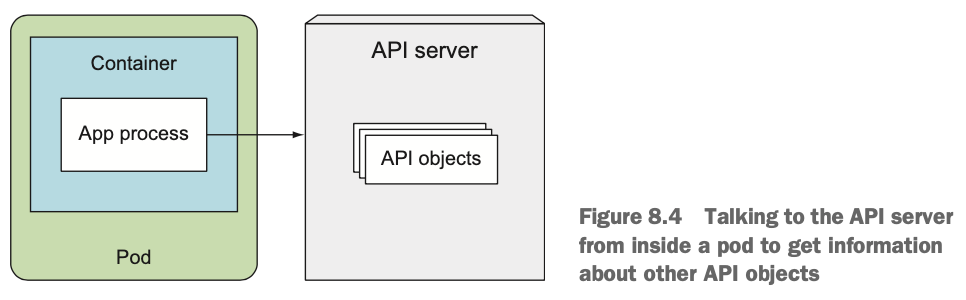 Container
App process
Pod
API server
API objects
Figure 8.4 Talking to the API server
from inside a pod to get information
about other API objects